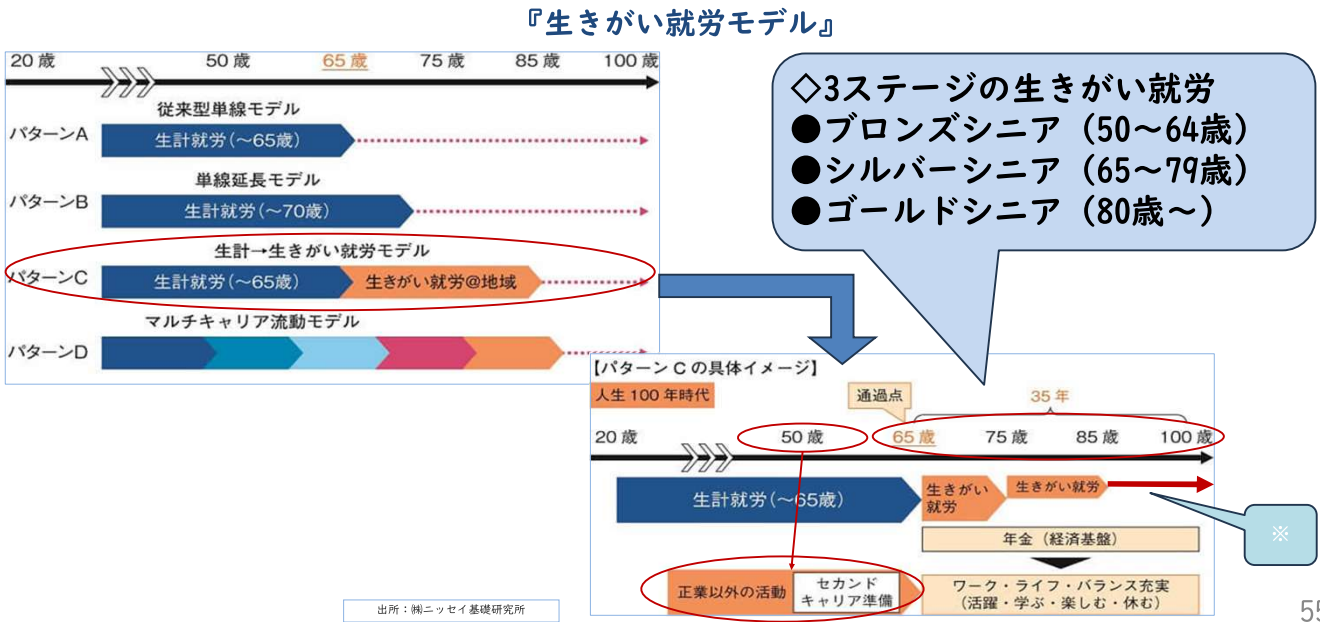 『生きがい就労モデル』
20歳 50歳 65歳 75歳 85歳 100歳
従来型単線モデル
パターンA 生計就労(～65歳)
単線延長モデル
パターンB 生計就労(～70歳)
生計→生きがい就労モデル
パターンC 生計就労(～65歳) 生きがい就労@地域
マルチキャリア流動モデル
パターンD
◇3ステージの生きがい就労
●ブロンズシニア（50～64歳）
●シルバーシニア（65～79歳）
●ゴールドシニア（80歳～）
【パターンCの具体イメージ】
人生100年時代
通過点
35年
20歳 50歳 65歳 75歳 85歳 100歳
生計就労(～65歳)
生きがい
就労
生きがい就労
※
年金（経済基盤）
正業以外の活動
セカンド
キャリア準備
ワーク・ライフ・バランス充実
（活躍・学ぶ・楽しむ・休む）
出所：㈱ニッセイ基礎研究所
55